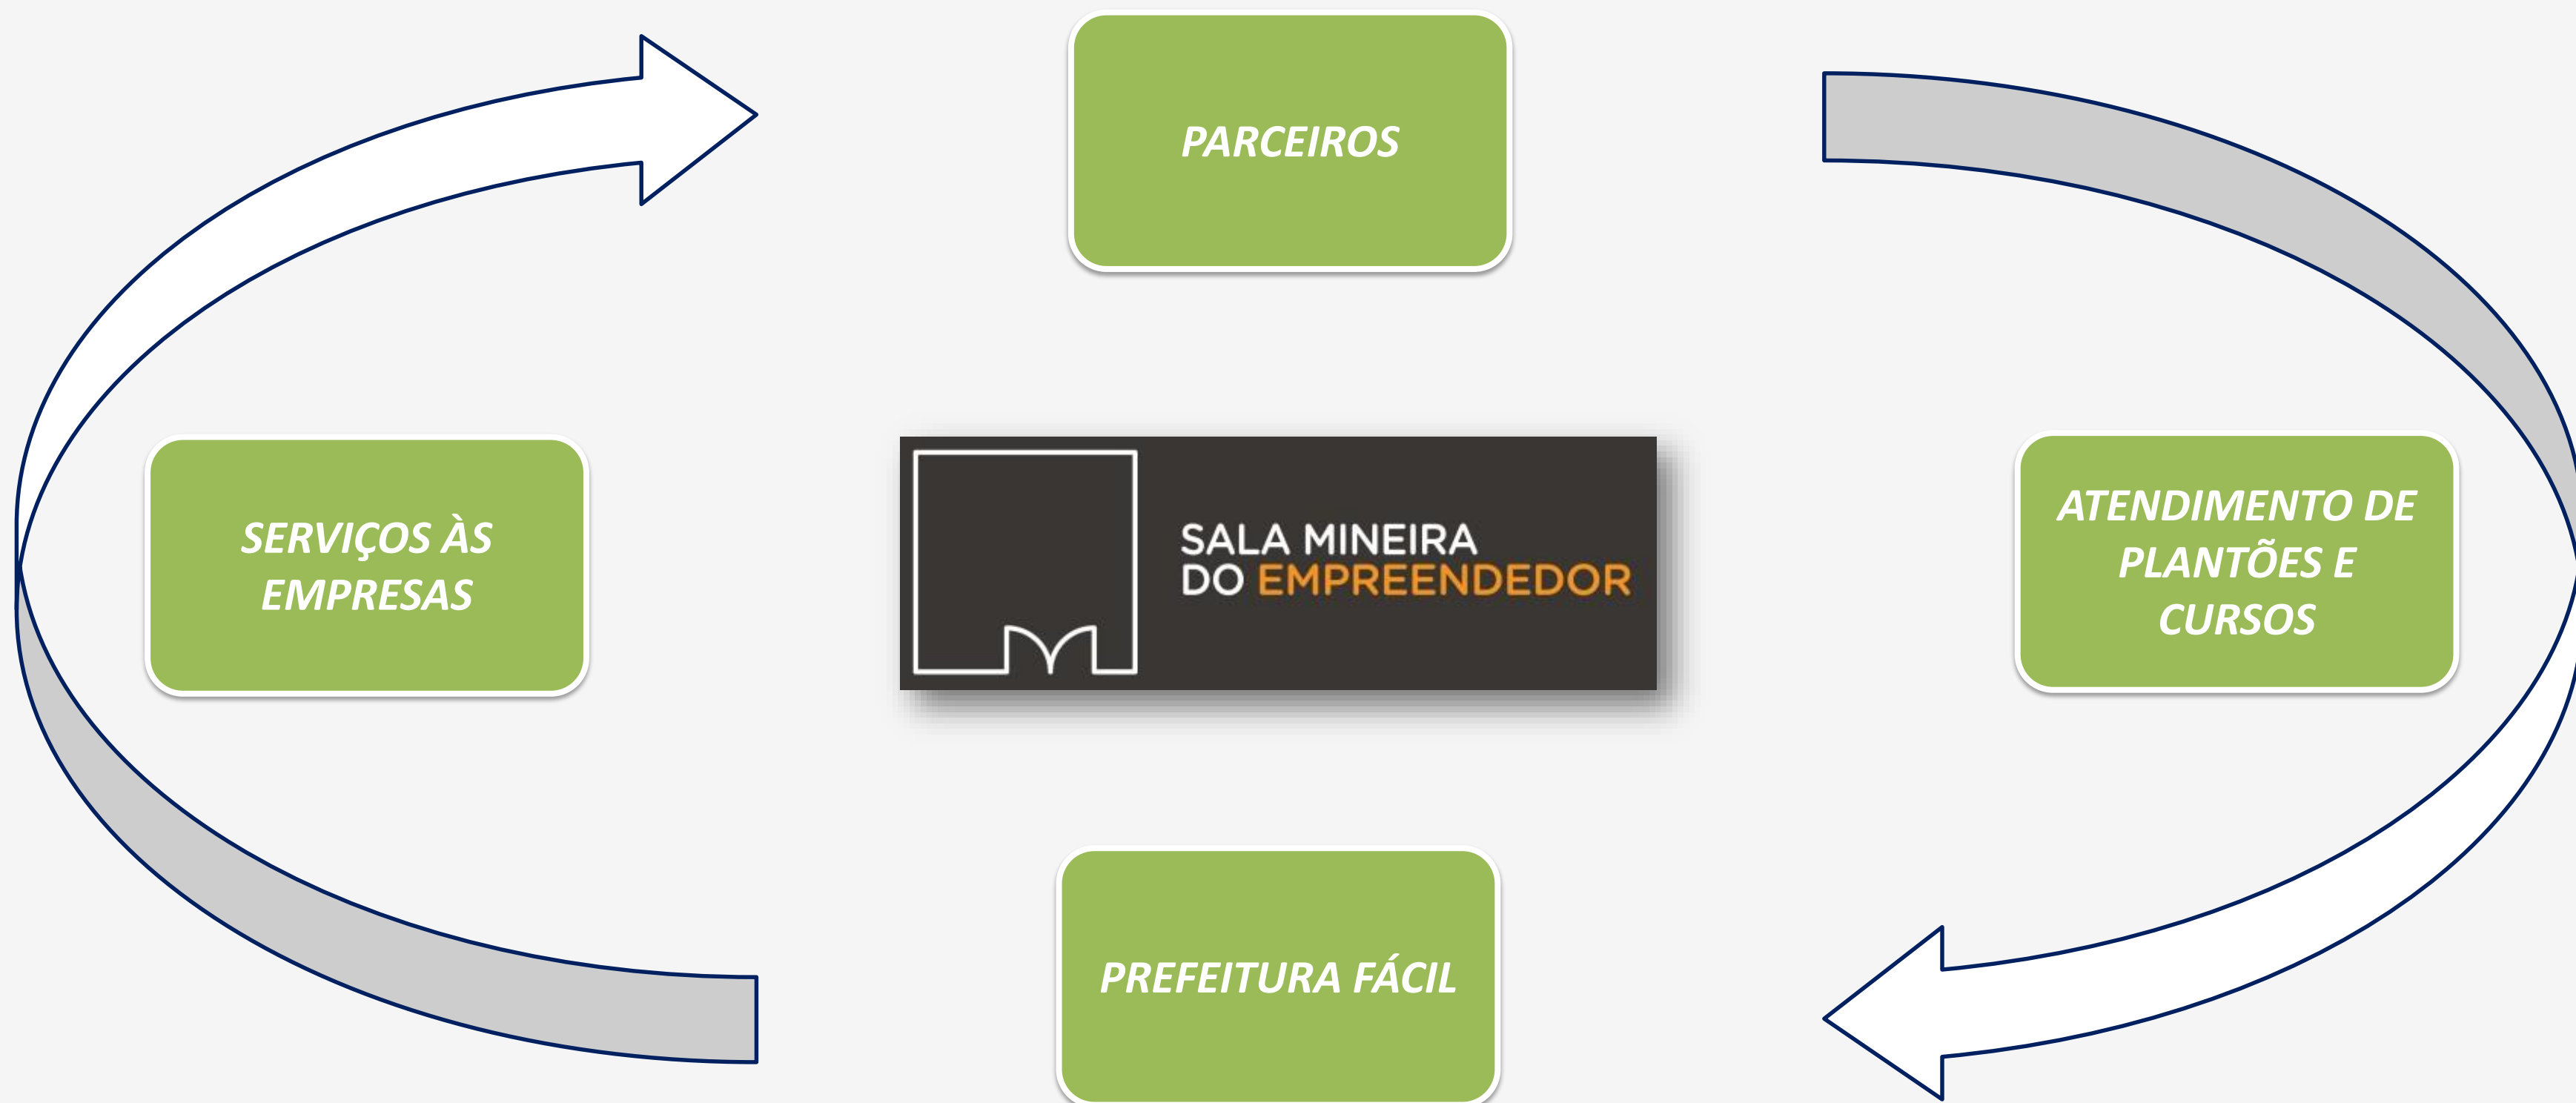 PARCEIROS
SERVIÇOS ÀS
EMPRESAS
SALA MINEIRA
DO EMPREENDEDOR
ATENDIMENTO DE
PLANTÕES E
CURSOS
PREFEITURA FÁCIL